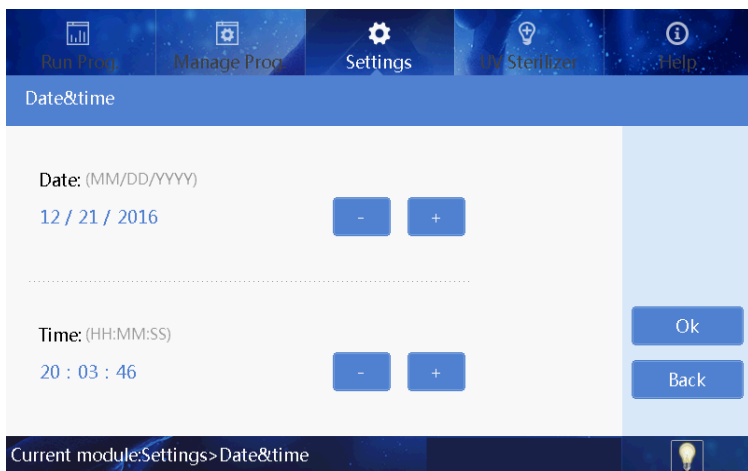 Run Prog.
Manage Prog.
Settings
UV Sterilizer
Help
Date&time
Date: (MM/DD/YYYY)
12 / 21 / 2016
- +
Time: (HH:MM:SS)
20 : 03 : 46
- +
Ok
Back
Current module:Settings>Date&time